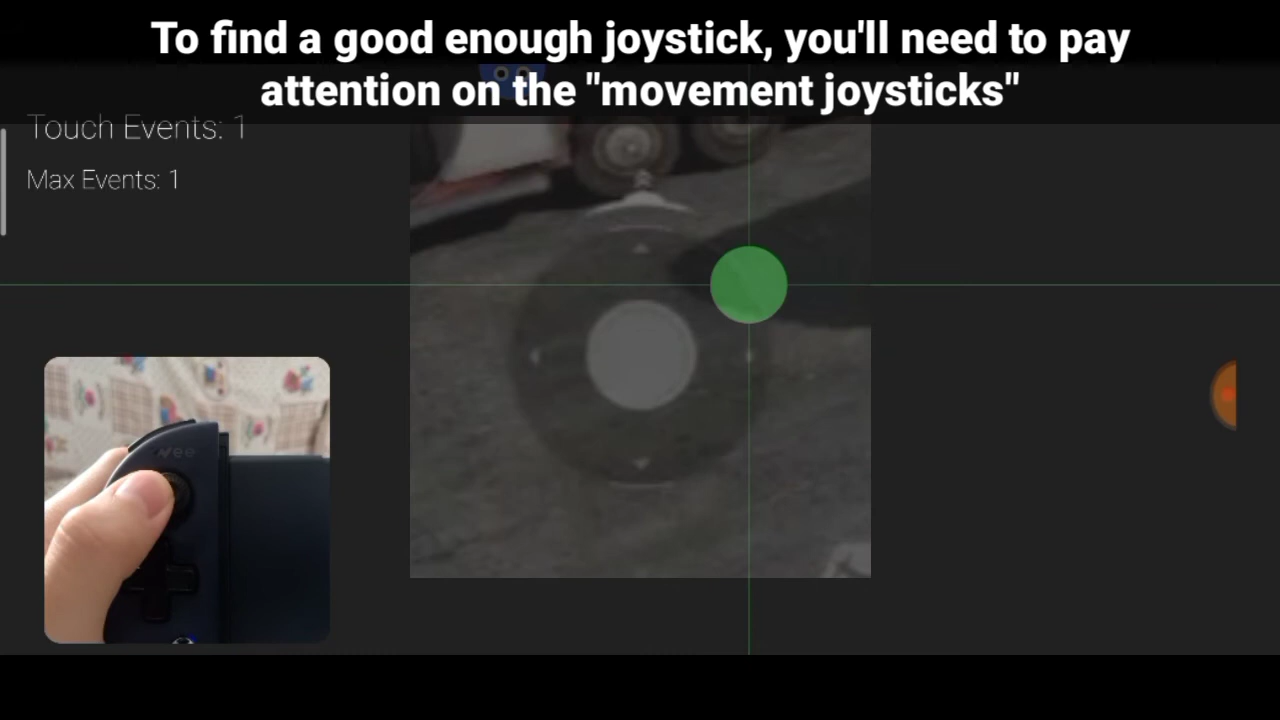 To find a good enough joystick, you'll need to pay
attention on the "movement joysticks"
Touch Events: 1
Max Events: 1